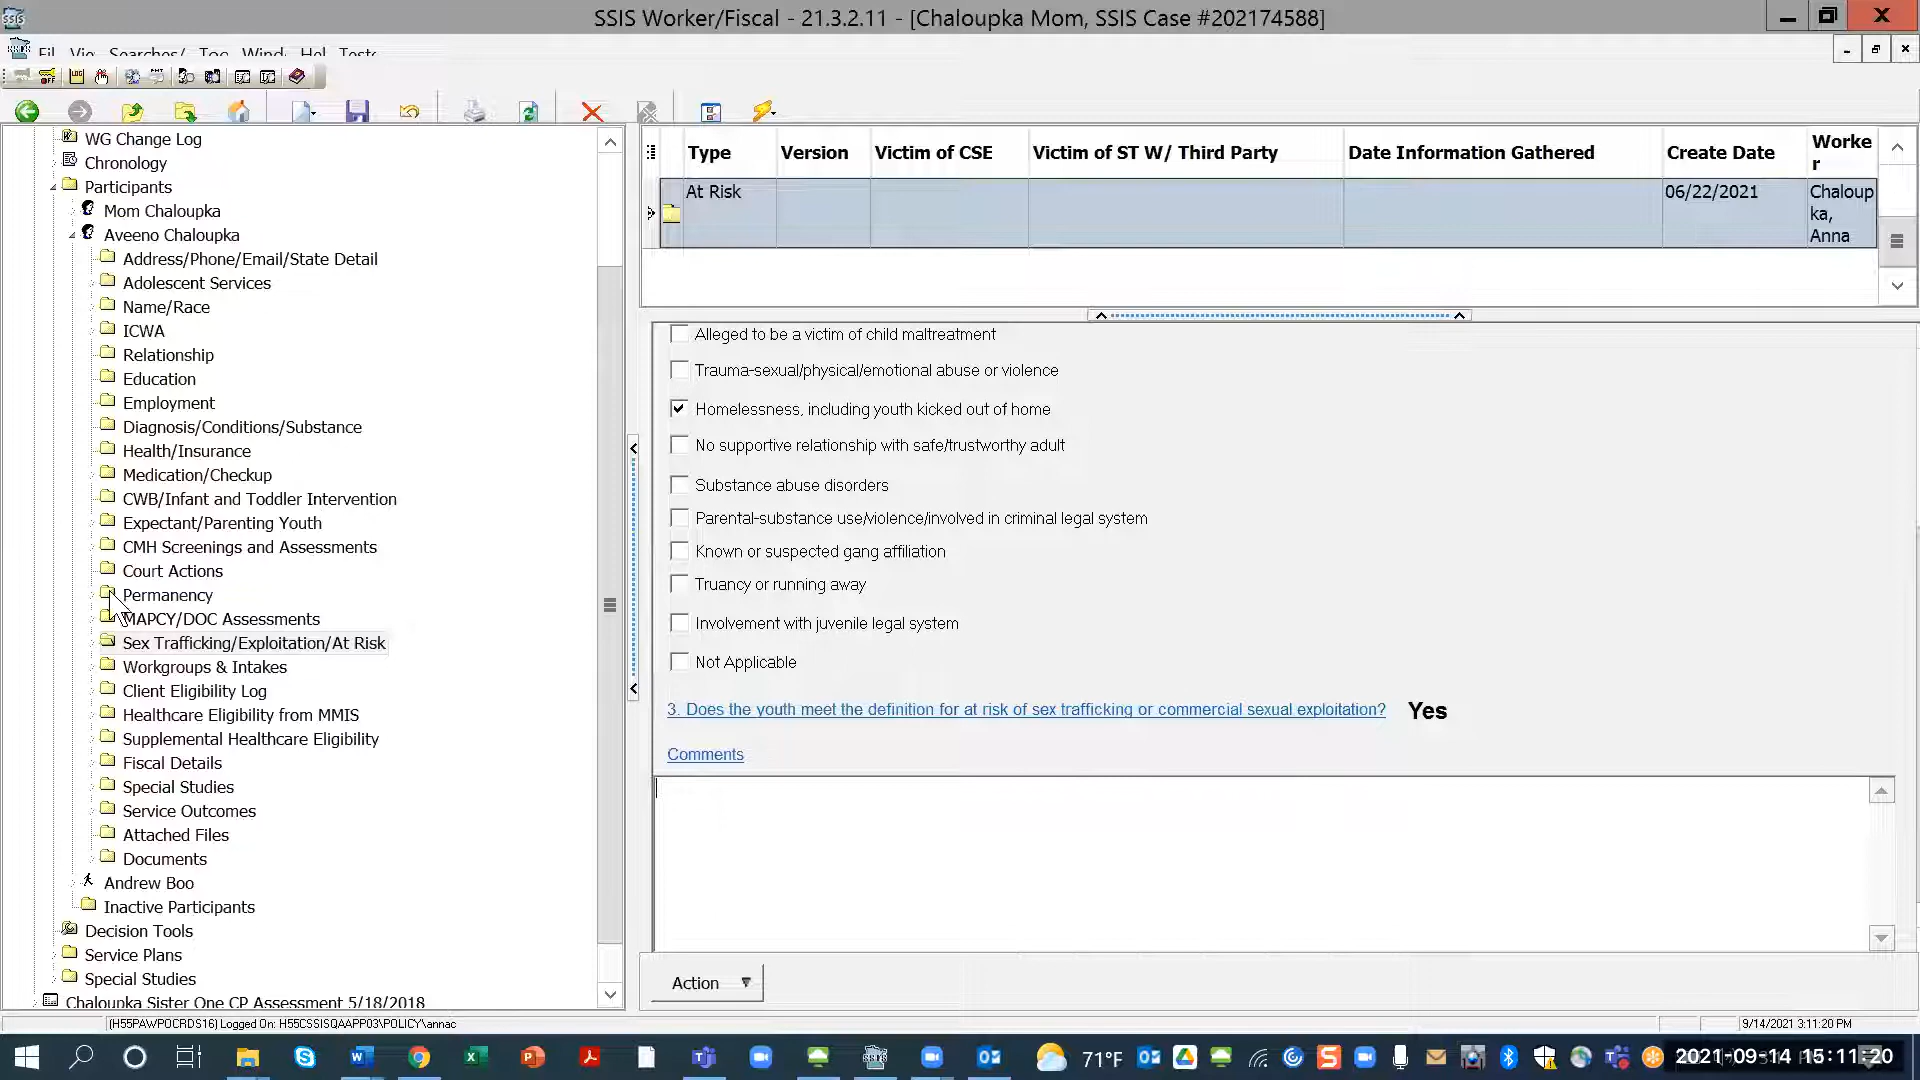 SSIS Worker/Fiscal - 21.3.2.11 - [Chaloupka Mom, SSIS Case #202174588]
WG Change Log
Chronology
Participants
Mom Chaloupka
Aveeno Chaloupka
Address/Phone/Email/State Detail
Adolescent Services
Name/Race
ICWA
Relationship
Education
Employment
Diagnosis/Conditions/Substance
Health/Insurance
Medication/Checkup
CWB/Infant and Toddler Intervention
Expectant/Parenting Youth
CMH Screenings and Assessments
Court Actions
Permanency
MAPCY/DOC Assessments
Sex Trafficking/Exploitation/At Risk
Workgroups & Intakes
Client Eligibility Log
Healthcare Eligibility from MMIS
Supplemental Healthcare Eligibility
Fiscal Details
Special Studies
Service Outcomes
Attached Files
Documents
Andrew Boo
Inactive Participants
Decision Tools
Service Plans
Special Studies
Chaloupka Sister One CP Assessment 5/18/2018
Type Version Victim of CSE Victim of ST W/ Third Party Date Information Gathered Create Date Worke
r
At Risk 06/22/2021 Chaloup
ka,
Anna
Alleged to be a victim of child maltreatment
Trauma-sexual/physical/emotional abuse or violence
Homelessness, including youth kicked out of home
No supportive relationship with safe/trustworthy adult
Substance abuse disorders
Parental-substance use/violence/involved in criminal legal system
Known or suspected gang affiliation
Truancy or running away
Involvement with juvenile legal system
Not Applicable
3. Does the youth meet the definition for at risk of sex trafficking or commercial sexual exploitation? Yes
Comments
Action
(H55PAWPOCRDS16) Logged On: H55CSSISQAAPP03\POLICY\annac
9/14/2021 3:11:20 PM
71°F
2021-09-14 15:11:20